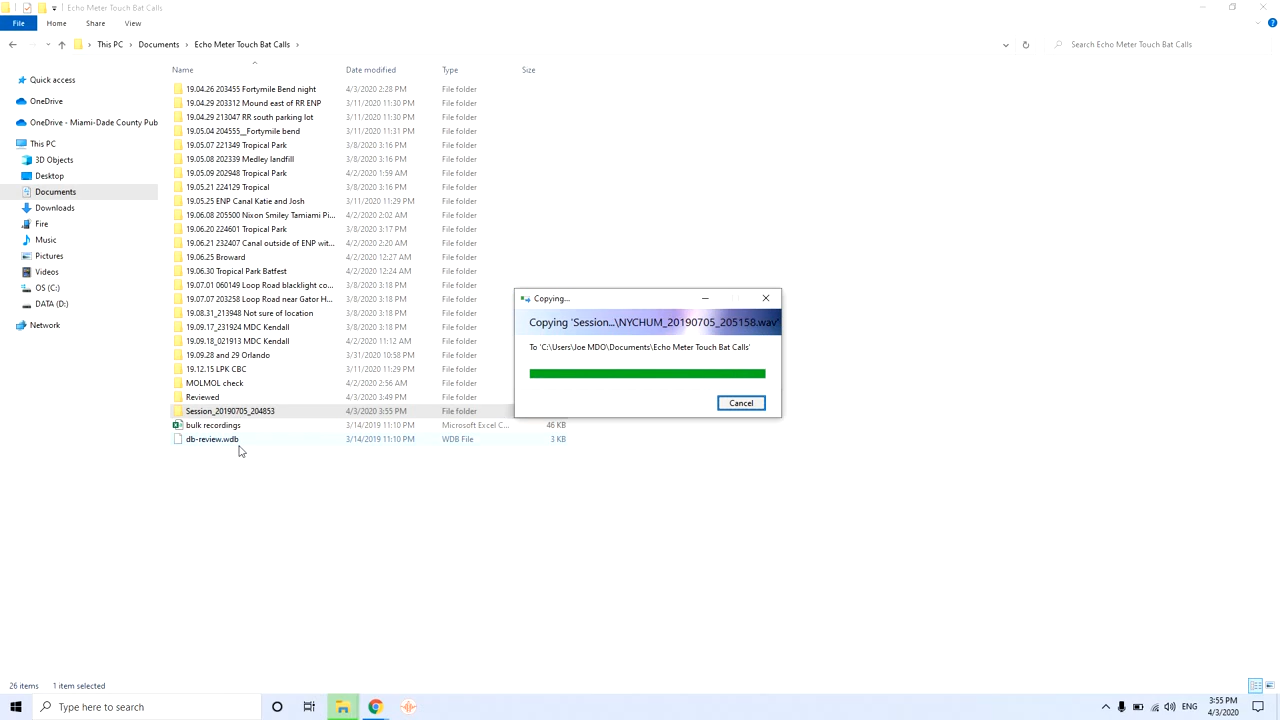 Echo Meter Touch Bat Calls
File Home Share View
This PC Documents Echo Meter Touch Bat Calls Search Echo Meter Touch Bat Calls
Name Date modified Type Size
Quick access
OneDrive
OneDrive - Miami-Dade County Pub
This PC
3D Objects
Desktop
Documents
Downloads
Fire
Music
Pictures
Videos
OS (C:)
DATA (D:)
Network
19.04.26 203455 Fortymile Bend night 4/3/2020 2:28 PM File folder
19.04.29 203312 Mound east of RR ENP 3/11/2020 11:30 PM File folder
19.04.29 213047 RR south parking lot 3/11/2020 11:30 PM File folder
19.05.04 204555__Fortymile bend 3/11/2020 11:31 PM File folder
19.05.07 221349 Tropical Park 3/8/2020 3:16 PM File folder
19.05.08 202339 Medley landfill 3/8/2020 3:16 PM File folder
19.05.09 202948 Tropical Park 4/2/2020 1:59 AM File folder
19.05.21 224129 Tropical 3/8/2020 3:16 PM File folder
19.05.25 ENP Canal Katie and Josh 3/11/2020 11:29 PM File folder
19.06.08 205500 Nixon Smiley Tamiami Pi... 4/2/2020 2:02 AM File folder
19.06.20 224601 Tropical Park 3/8/2020 3:17 PM File folder
19.06.21 232407 Canal outside of ENP wit... 4/2/2020 2:20 AM File folder
19.06.25 Broward 4/2/2020 12:27 AM File folder
19.06.30 Tropical Park Batfest 4/2/2020 12:24 AM File folder
19.07.01 060149 Loop Road blacklight co... 3/8/2020 3:18 PM File folder
19.07.07 203258 Loop Road near Gator H... 3/8/2020 3:18 PM File folder
19.08.31_213948 Not sure of location 3/8/2020 3:18 PM File folder
19.09.17_231924 MDC Kendall 3/8/2020 3:18 PM File folder
19.09.18_021913 MDC Kendall 4/2/2020 11:12 AM File folder
19.09.28 and 29 Orlando 3/31/2020 10:58 PM File folder
19.12.15 LPK CBC 3/11/2020 11:29 PM File folder
MOLMOL check 4/2/2020 2:56 AM File folder
Reviewed 4/3/2020 3:49 PM File folder
Session_20190705_204853 4/3/2020 3:55 PM File folder
bulk recordings 3/14/2019 11:10 PM Microsoft Excel C... 46 KB
db-review.wdb 3/14/2019 11:10 PM WDB File 3 KB
Copying...
Copying 'Session...\NYCHUM_20190705_205158.wav'
To 'C:\Users\Joe MDO\Documents\Echo Meter Touch Bat Calls'
Cancel
26 items 1 item selected
Type here to search
ENG
3:55 PM
4/3/2020